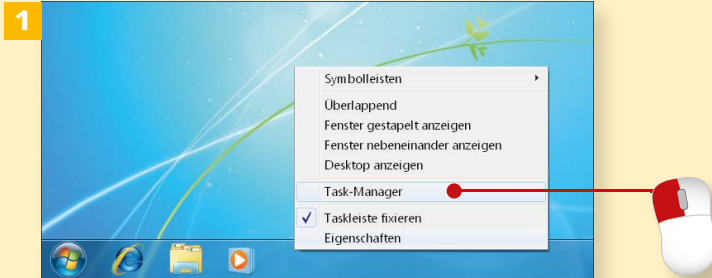 1
Symbolleisten
Überlappend
Fenster gestapelt anzeigen
Fenster nebeneinander anzeigen
Desktop anzeigen
Task-Manager
Taskleiste fixieren
Eigenschaften